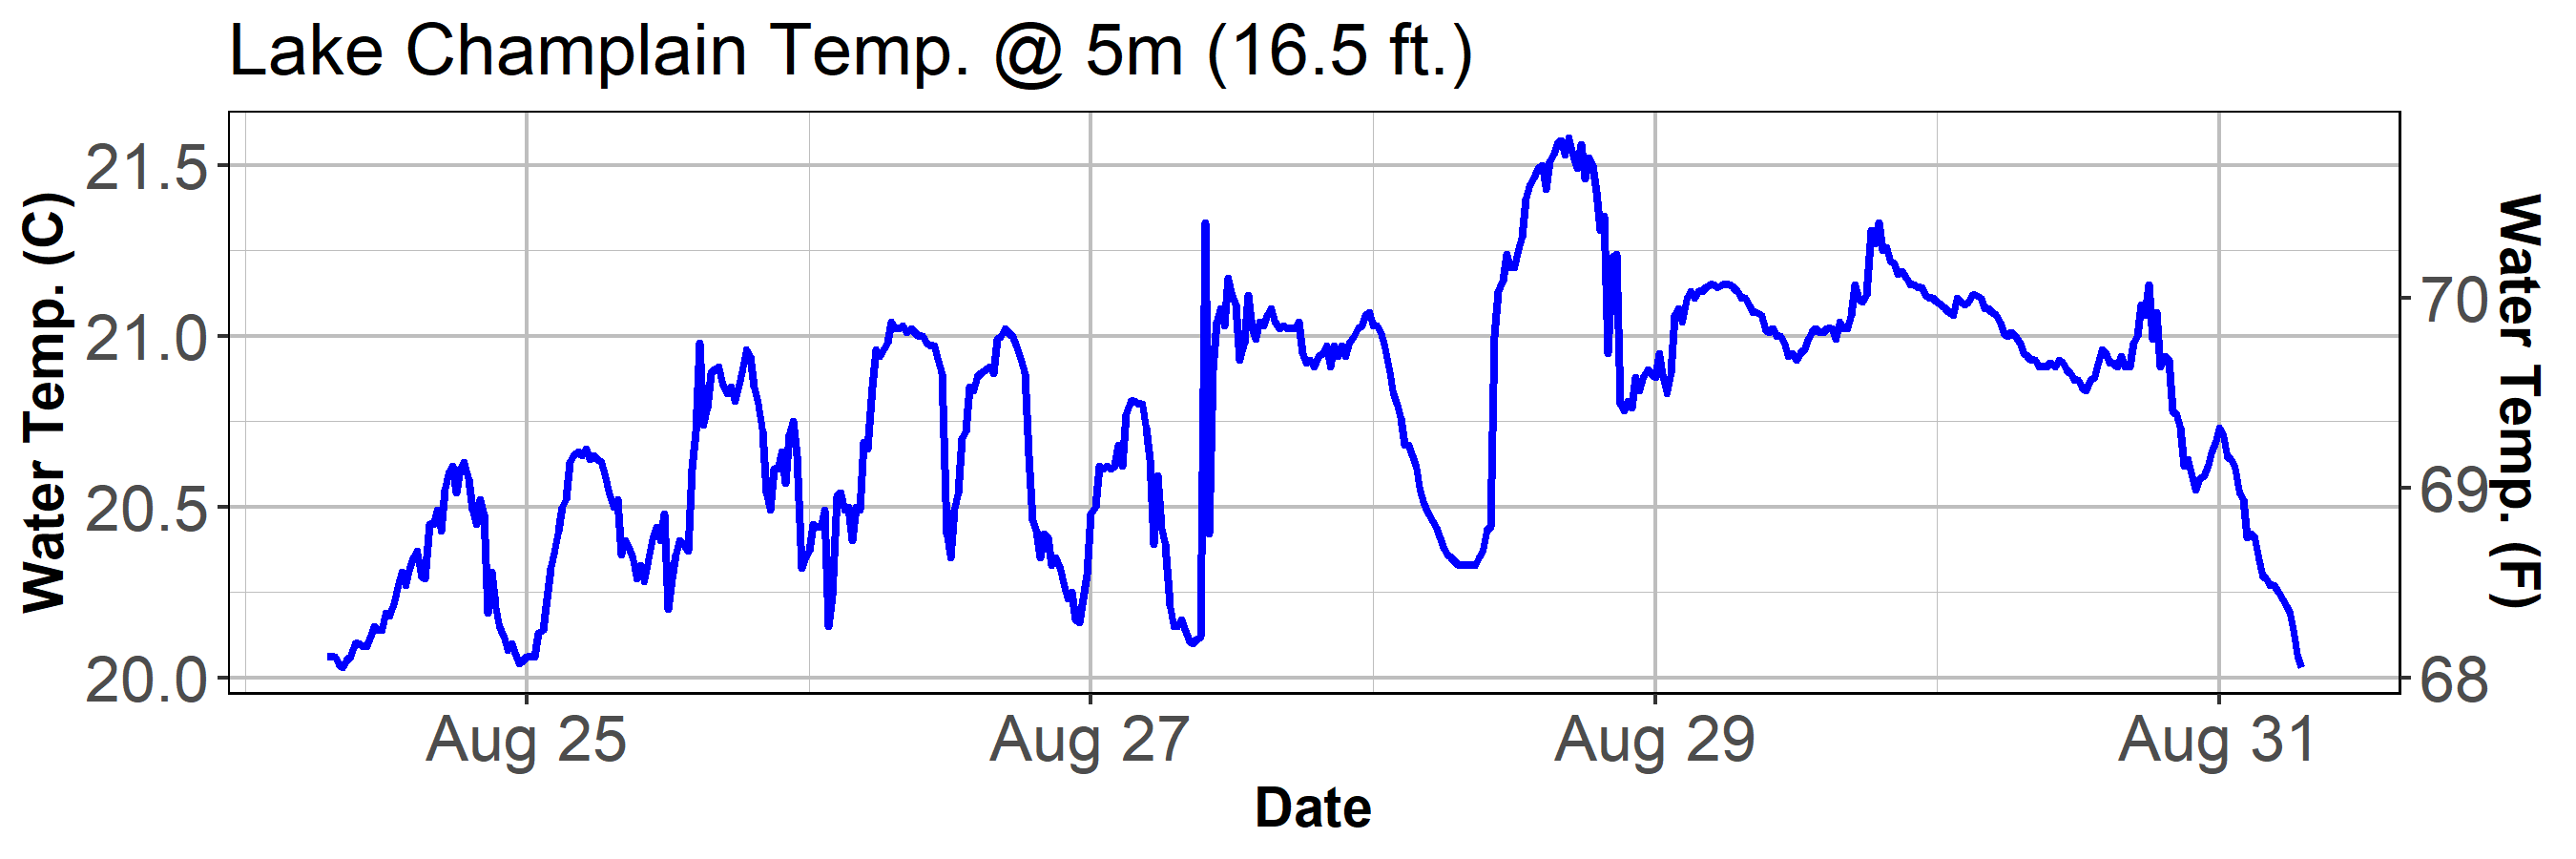 Lake Champlain Temp. @ 5m (16.5 ft.)
Water Temp. (C)
21.5
21.0
20.5
20.0
70
69
68
Water Temp. (F)
Aug 25 Aug 27 Aug 29 Aug 31
Date